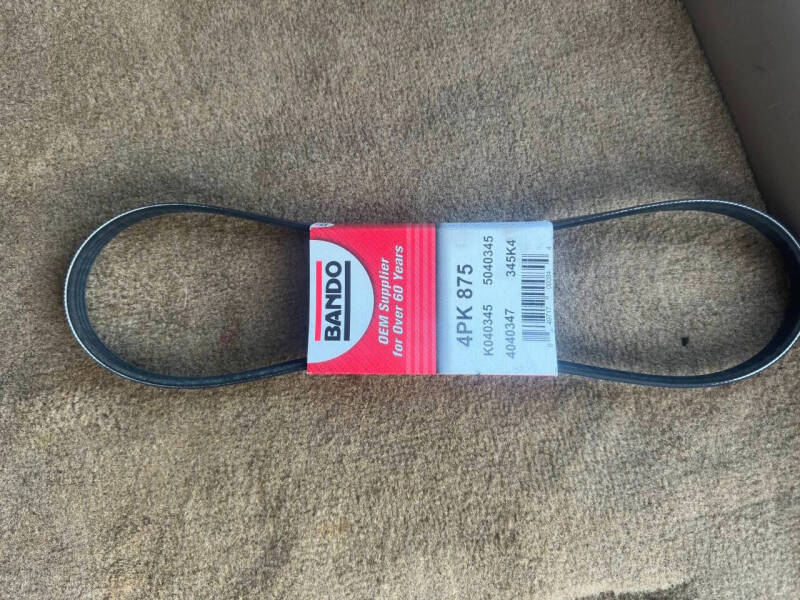 BANDO
OEM Supplier
for Over 60 Years
4PK 875
K040345 5040345
4040347 345K4